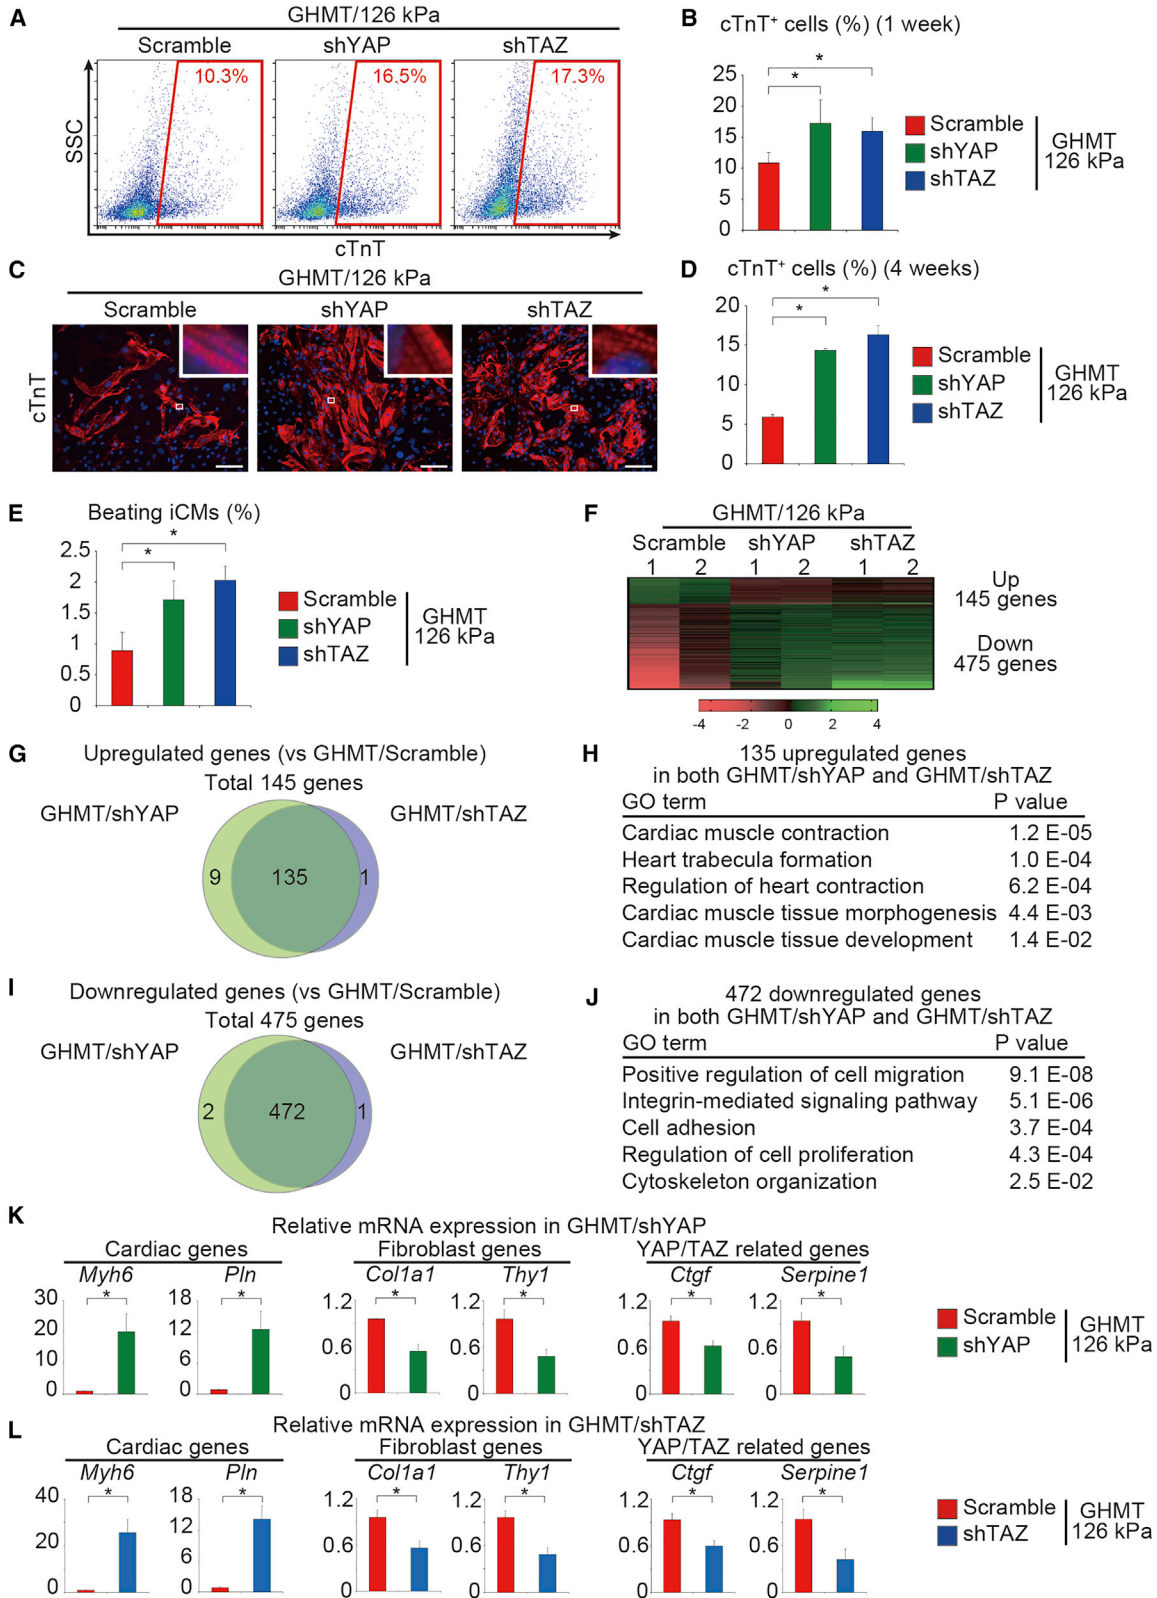 A
GHMT/126 kPa
Scramble shYAP shTAZ
10.3% 16.5% 17.3%
SSC
cTnT
B
cTnT+ cells (%) (1 week)
25
20
15
10
5
0
* *
Scramble
shYAP
shTAZ
GHMT
126 kPa
C
GHMT/126 kPa
Scramble shYAP shTAZ
cTnT
D
cTnT+ cells (%) (4 weeks)
20
15
10
5
0
* *
Scramble
shYAP
shTAZ
GHMT
126 kPa
E
Beating iCMs (%)
2.5
2
1.5
1
0.5
0
* *
Scramble
shYAP
shTAZ
GHMT
126 kPa
F
GHMT/126 kPa
Scramble shYAP shTAZ
1 2 1 2 1 2
Up
145 genes
Down
475 genes
-4 -2 0 2 4
G
Upregulated genes (vs GHMT/Scramble)
Total 145 genes
GHMT/shYAP GHMT/shTAZ
9 135 1
H
135 upregulated genes
in both GHMT/shYAP and GHMT/shTAZ
GO term P value
Cardiac muscle contraction 1.2 E-05
Heart trabecula formation 1.0 E-04
Regulation of heart contraction 6.2 E-04
Cardiac muscle tissue morphogenesis 4.4 E-03
Cardiac muscle tissue development 1.4 E-02
I
Downregulated genes (vs GHMT/Scramble)
Total 475 genes
GHMT/shYAP GHMT/shTAZ
2 472 1
J
472 downregulated genes
in both GHMT/shYAP and GHMT/shTAZ
GO term P value
Positive regulation of cell migration 9.1 E-08
Integrin-mediated signaling pathway 5.1 E-06
Cell adhesion 3.7 E-04
Regulation of cell proliferation 4.3 E-04
Cytoskeleton organization 2.5 E-02
K
Relative mRNA expression in GHMT/shYAP
Cardiac genes Fibroblast genes YAP/TAZ related genes
Myh6 Pln Col1a1 Thy1 Ctgf Serpine1
* * * * * *
30 18 1.2 1.2 1.2 1.2
20 12 0.6 0.6 0.6 0.6
10 6
0 0 0 0 0 0
Scramble
shYAP
GHMT
126 kPa
L
Relative mRNA expression in GHMT/shTAZ
Cardiac genes Fibroblast genes YAP/TAZ related genes
Myh6 Pln Col1a1 Thy1 Ctgf Serpine1
* * * * * *
40 18 1.2 1.2 1.2 1.2
20 12 0.6 0.6 0.6 0.6
6
0 0 0 0 0 0
Scramble
shTAZ
GHMT
126 kPa